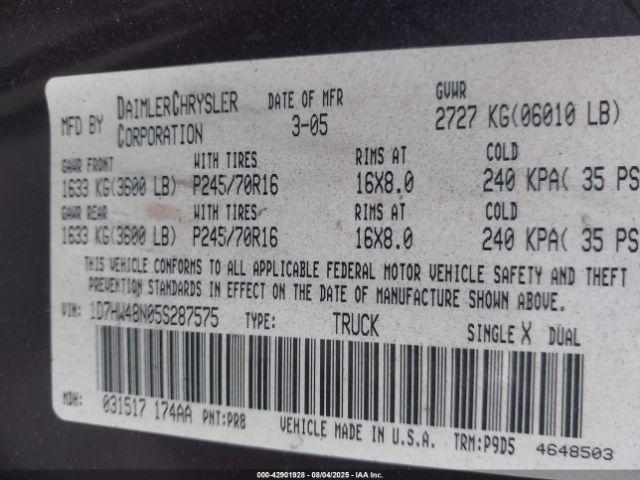 MFD BY DAIMLERCHRYSLER CORPORATION DATE OF MFR 3-05 GVWR 2727 KG(06010 LB)
GAWR FRONT WITH TIRES RIMS AT COLD
1633 KG(3600 LB) P245/70R16 16X8.0 240 KPA( 35 PS
GAWR REAR WITH TIRES RIMS AT COLD
1633 KG(3600 LB) P245/70R16 16X8.0 240 KPA( 35 PS
THIS VEHICLE CONFORMS TO ALL APPLICABLE FEDERAL MOTOR VEHICLE SAFETY AND THEFT
PREVENTION STANDARDS IN EFFECT ON THE DATE OF MANUFACTURE SHOWN ABOVE.
VIN: 1D7HW48N05S287575 TYPE: TRUCK SINGLE X DUAL
MDH: 031517 174AA PNT:PR8 VEHICLE MADE IN U.S.A. TRM:P9D5 4648503
000-42901928 - 08/04/2025 - IAA Inc.